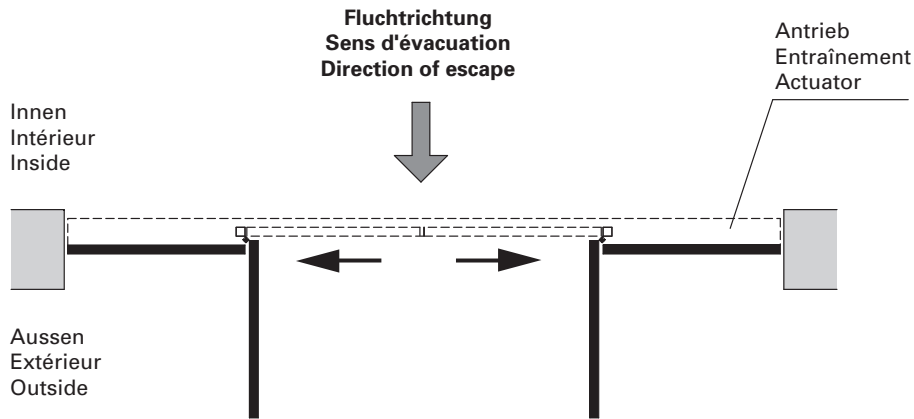 Fluchtrichtung
Sens d'évacuation
Direction of escape
Antrieb
Entraînement
Actuator
Innen
Intérieur
Inside
Aussen
Extérieur
Outside